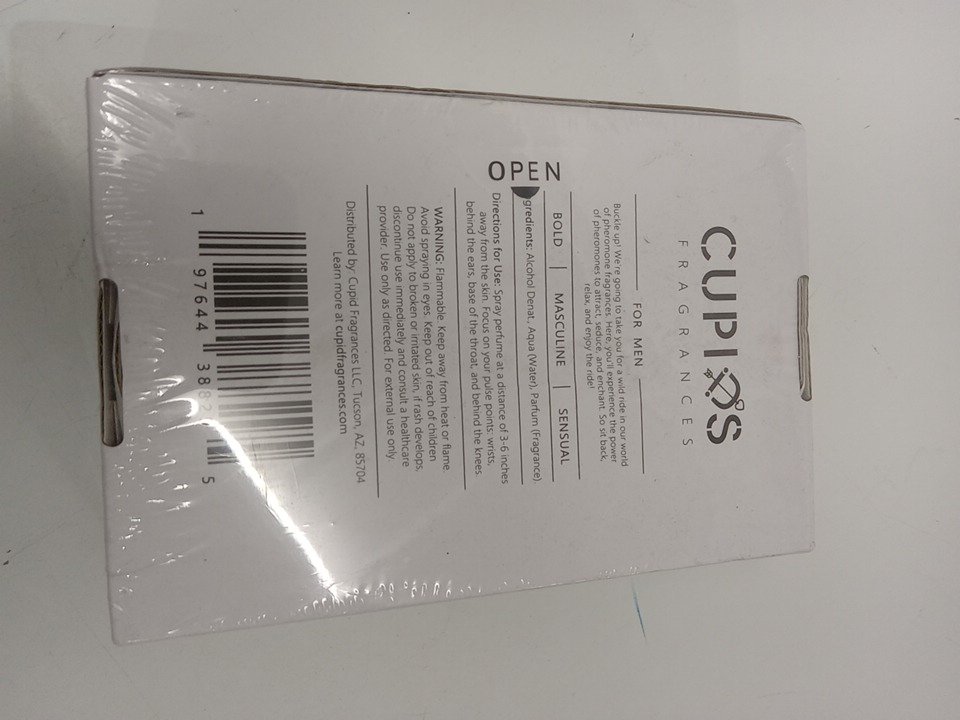 CUPIDS
FRAGRANCES
FOR MEN
Buckle up! We're going to take you for a wild ride in our world
of pheromone fragrances. Here, you'll experience the power
of pheromones to attract, seduce, and enchant. So sit back,
relax, and enjoy the ride!
BOLD | MASCULINE | SENSUAL
OPEN
gredients: Alcohol Denat., Aqua (Water), Parfum (Fragrance)
Directions for Use: Spray perfume at a distance of 3-6 inches
away from the skin. Focus on your pulse points: wrists,
behind the ears, base of the throat, and behind the knees.
WARNING: Flammable. Keep away from heat or flame.
Avoid spraying in eyes. Keep out of reach of children.
Do not apply to broken or irritated skin, if rash develops,
discontinue use immediately and consult a healthcare
provider. Use only as directed. For external use only.
Distributed by: Cupid Fragrances LLC, Tucson, AZ, 85704
Learn more at cupidfragrances.com
1 97644 5